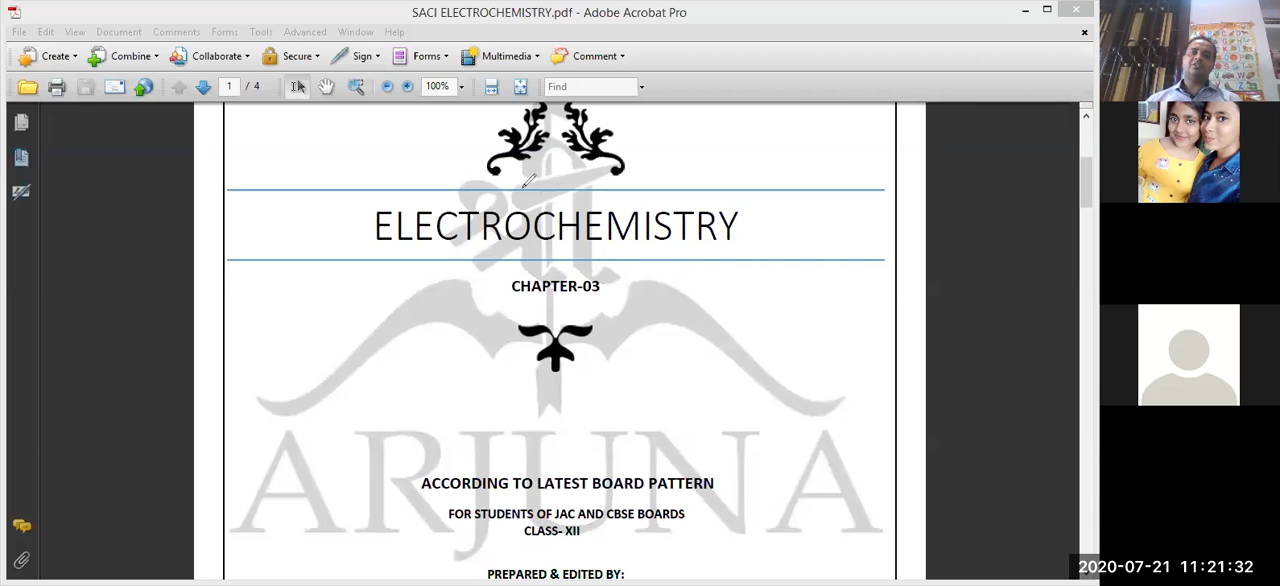 SACI ELECTROCHEMISTRY.pdf - Adobe Acrobat Pro
File Edit View Document Comments Forms Tools Advanced Window Help
Create Combine Collaborate Secure Sign Forms Multimedia Comment
1 / 4 100% Find
श्री
ELECTROCHEMISTRY
CHAPTER-03
ARJUNA
ACCORDING TO LATEST BOARD PATTERN
FOR STUDENTS OF JAC AND CBSE BOARDS
CLASS- XII
PREPARED & EDITED BY:
2020-07-21 11:21:32